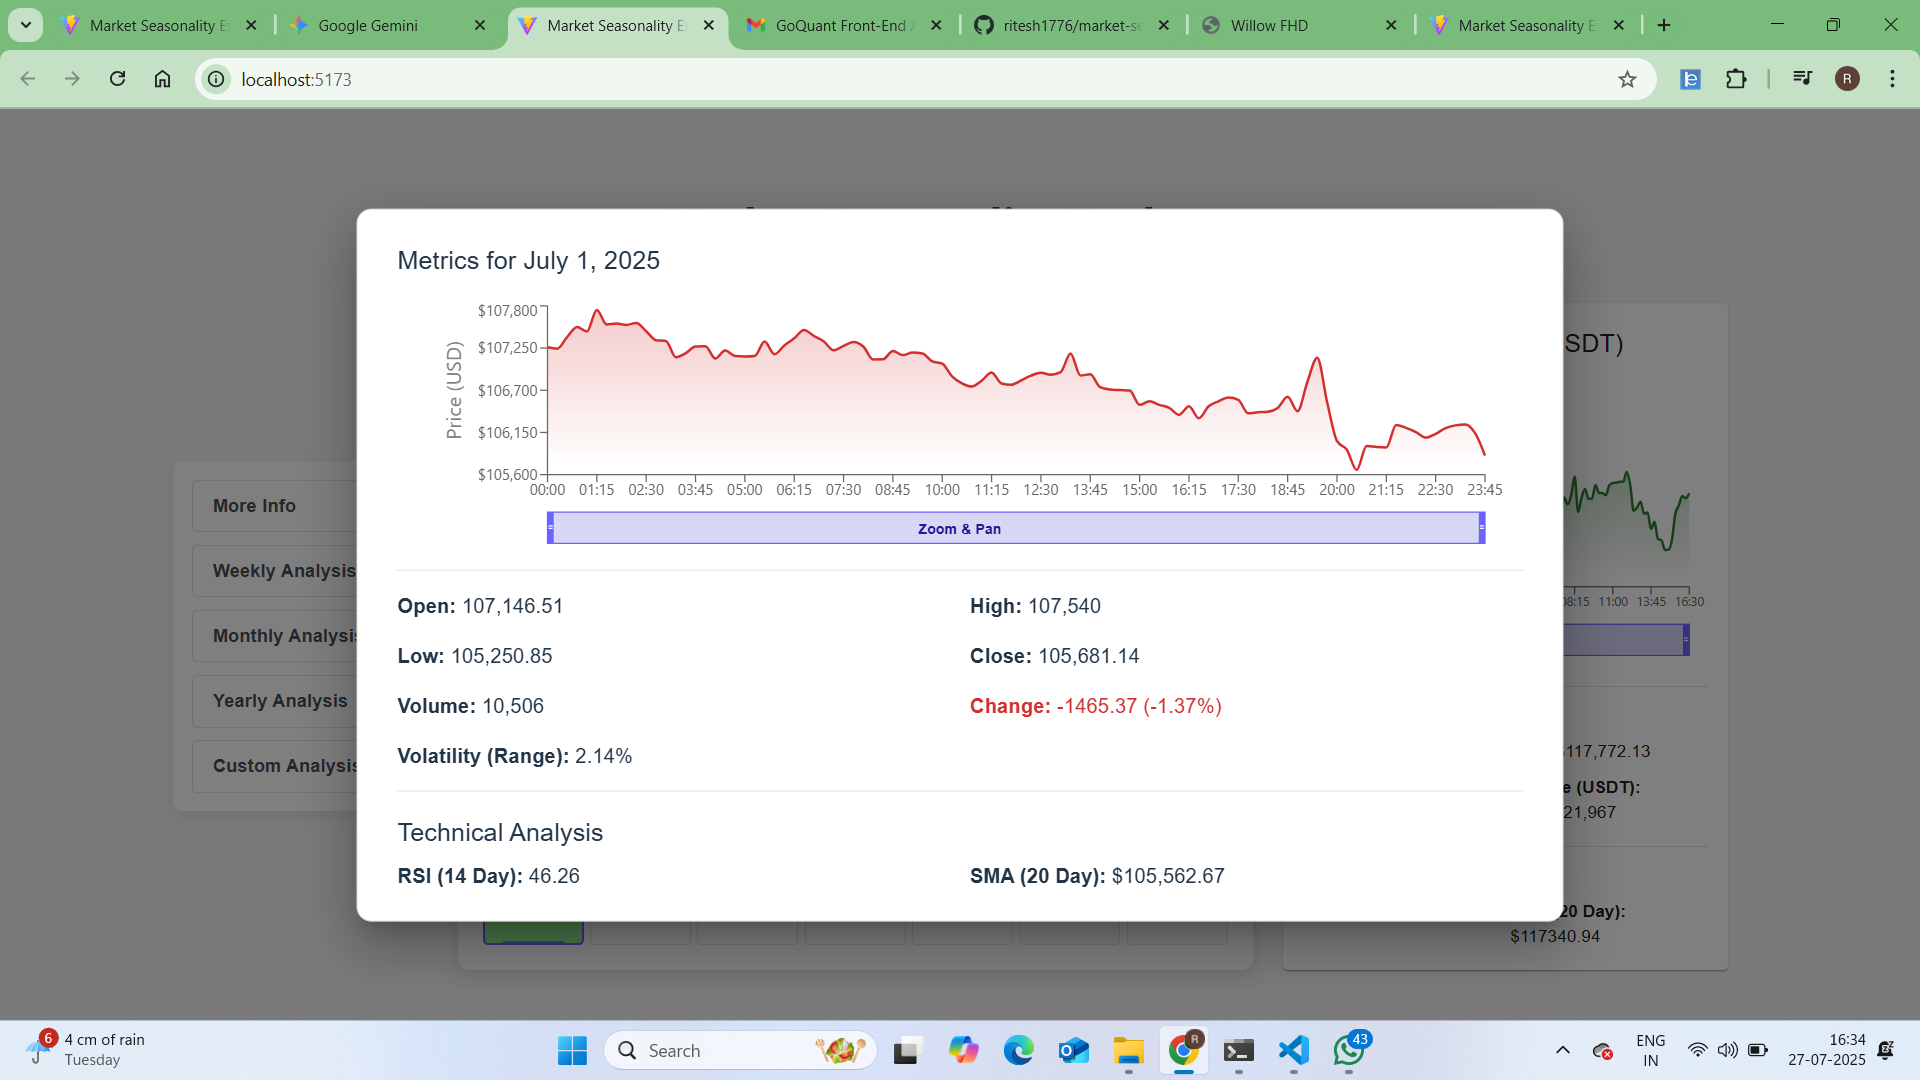 Market Seasonality E
Google Gemini
Market Seasonality E
GoQuant Front-End A
ritesh1776/market-se
Willow FHD
Market Seasonality E
localhost:5173
R
Metrics for July 1, 2025
Price (USD)
$107,800
$107,250
$106,700
$106,150
$105,600
00:00 01:15 02:30 03:45 05:00 06:15 07:30 08:45 10:00 11:15 12:30 13:45 15:00 16:15 17:30 18:45 20:00 21:15 22:30 23:45
Zoom & Pan
Open: 107,146.51
High: 107,540
Low: 105,250.85
Close: 105,681.14
Volume: 10,506
Change: -1465.37 (-1.37%)
Volatility (Range): 2.14%
Technical Analysis
RSI (14 Day): 46.26
SMA (20 Day): $105,562.67
More Info
Weekly Analysis
Monthly Analysis
Yearly Analysis
Custom Analysis
SDT)
08:15 11:00 13:45 16:30
117,772.13
e (USDT):
21,967
20 Day):
$117340.94
6
4 cm of rain
Tuesday
Search
R
43
ENG
IN
16:34
27-07-2025